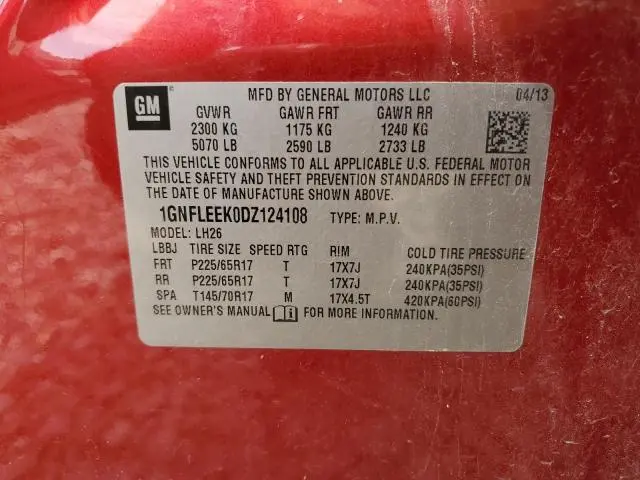 GM
MFD BY GENERAL MOTORS LLC 04/13
GVWR GAWR FRT GAWR RR
2300 KG 1175 KG 1240 KG
5070 LB 2590 LB 2733 LB
THIS VEHICLE CONFORMS TO ALL APPLICABLE U.S. FEDERAL MOTOR
VEHICLE SAFETY AND THEFT PREVENTION STANDARDS IN EFFECT ON
THE DATE OF MANUFACTURE SHOWN ABOVE.
1GNFLEEK0DZ124108 TYPE: M.P.V.
MODEL: LH26
LBBJ TIRE SIZE SPEED RTG RIM COLD TIRE PRESSURE
FRT P225/65R17 T 17X7J 240KPA(35PSI)
RR P225/65R17 T 17X7J 240KPA(35PSI)
SPA T145/70R17 M 17X4.5T 420KPA(60PSI)
SEE OWNER'S MANUAL i FOR MORE INFORMATION.